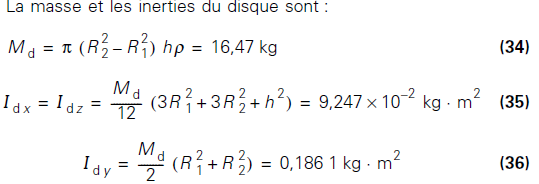 La masse et les inerties du disque sont :
M_d = π (R_2^2 – R_1^2) hρ = 16,47 kg (34)
I_dx = I_dz = M_d/12 (3R_1^2 + 3R_2^2 + h^2) = 9,247 × 10^–2 kg · m^2 (35)
I_dy = M_d/2 (R_1^2 + R_2^2) = 0,186 1 kg · m^2 (36)